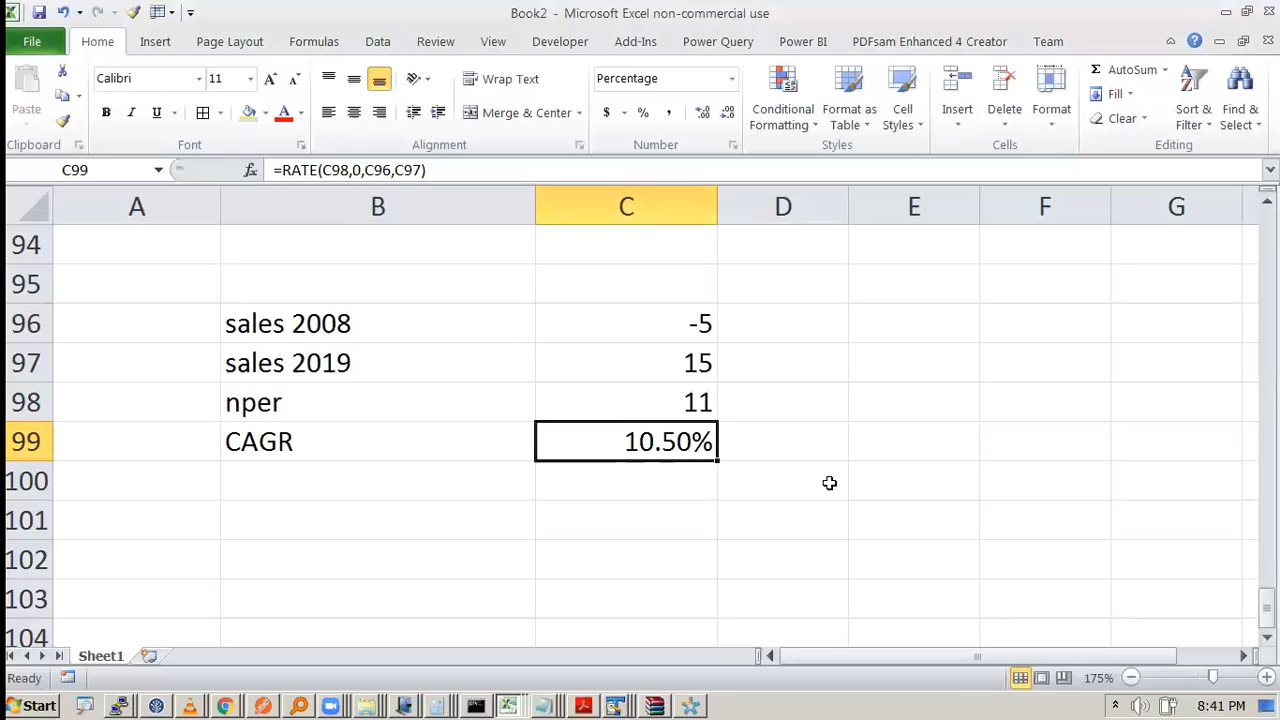 Book2 - Microsoft Excel non-commercial use
File Home Insert Page Layout Formulas Data Review View Developer Add-Ins Power Query Power BI PDFsam Enhanced 4 Creator Team
Paste
Calibri 11
B I U
Wrap Text
Merge & Center
Percentage
$ % ,
Conditional Formatting
Format as Table
Cell Styles
Insert
Delete
Format
AutoSum
Fill
Clear
Sort & Filter
Find & Select
Clipboard Font Alignment Number Styles Cells Editing
C99 fx =RATE(C98,0,C96,C97)
A B C D E F G
94
95
96 sales 2008 -5
97 sales 2019 15
98 nper 11
99 CAGR 10.50%
100
101
102
103
104
Sheet1
Ready 175%
Start 8:41 PM